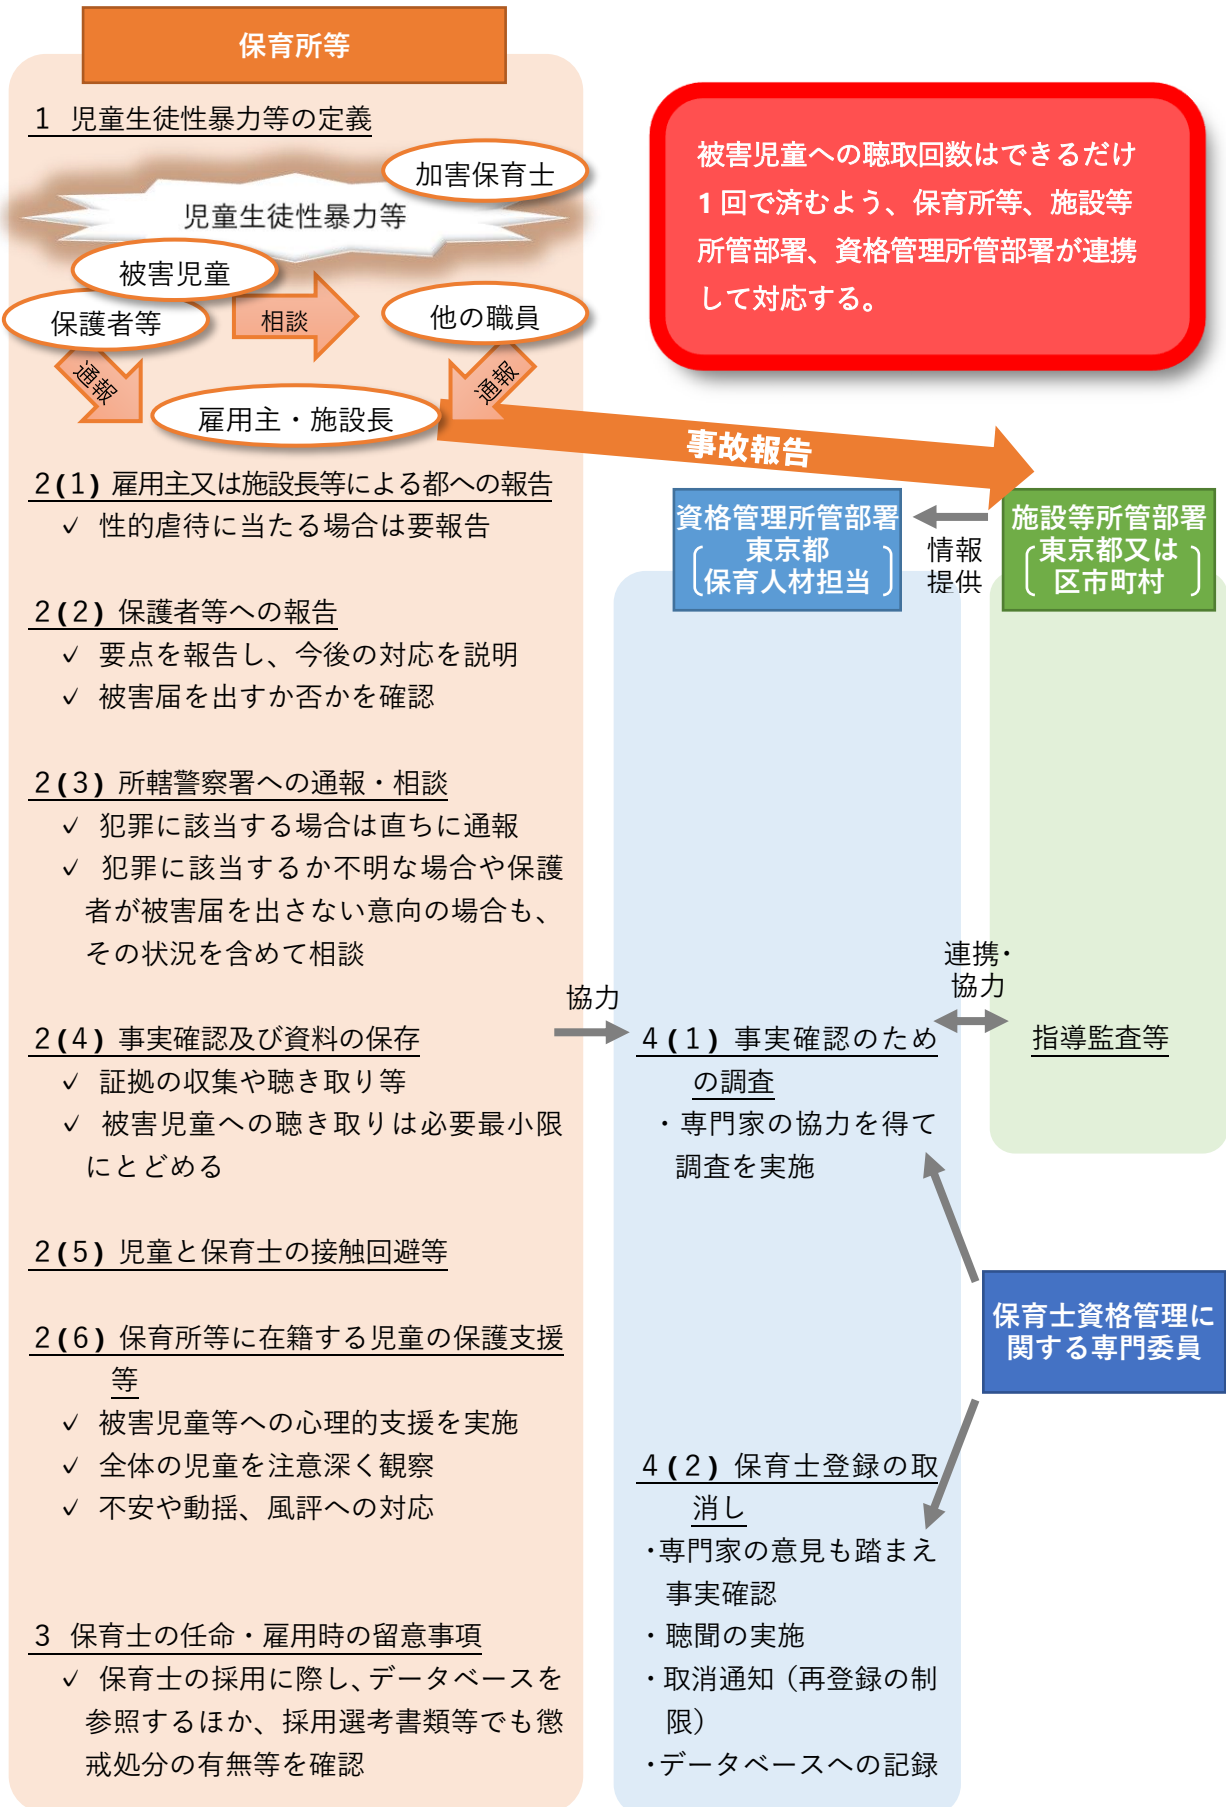 保育所等
１ 児童生徒性暴力等の定義
加害保育士
児童生徒性暴力等
被害児童
保護者等
相談
他の職員
通報
通報
雇用主・施設長
被害児童への聴取回数はできるだけ
1 回で済むよう、保育所等、施設等
所管部署、資格管理所管部署が連携
して対応する。
事故報告
２(１) 雇用主又は施設長等による都への報告
✓ 性的虐待に当たる場合は要報告
２(２) 保護者等への報告
✓ 要点を報告し、今後の対応を説明
✓ 被害届を出すか否かを確認
２(３) 所轄警察署への通報・相談
✓ 犯罪に該当する場合は直ちに通報
✓ 犯罪に該当するか不明な場合や保護
者が被害届を出さない意向の場合も、
その状況を含めて相談
２(４) 事実確認及び資料の保存
✓ 証拠の収集や聴き取り等
✓ 被害児童への聴き取りは必要最小限
にとどめる
２(５) 児童と保育士の接触回避等
２(６) 保育所等に在籍する児童の保護支援
等
✓ 被害児童等への心理的支援を実施
✓ 全体の児童を注意深く観察
✓ 不安や動揺、風評への対応
３ 保育士の任命・雇用時の留意事項
✓ 保育士の採用に際し、データベースを
参照するほか、採用選考書類等でも懲
戒処分の有無等を確認
協力
資格管理所管部署
東京都
保育人材担当
情報
提供
施設等所管部署
東京都又は
区市町村
４(１) 事実確認のため
の調査
・専門家の協力を得て
調査を実施
連携・
協力
指導監査等
保育士資格管理に
関する専門委員
４(２) 保育士登録の取
消し
・専門家の意見も踏まえ
事実確認
・聴聞の実施
・取消通知（再登録の制
限）
・データベースへの記録